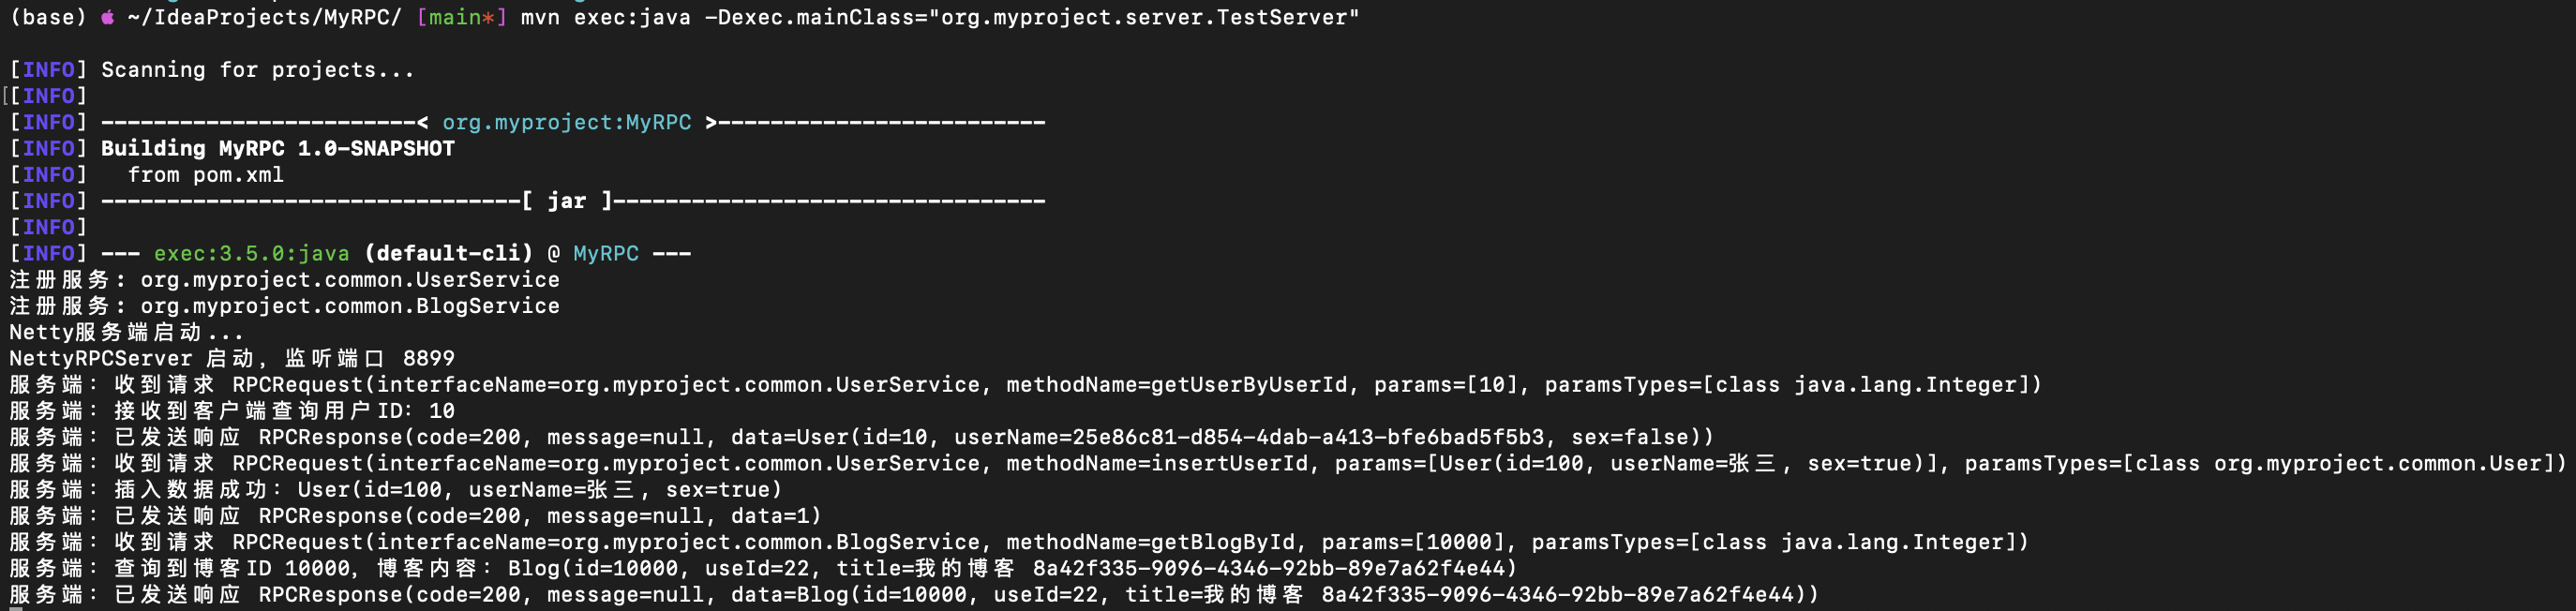 (base)  ~/IdeaProjects/MyRPC/ [main*] mvn exec:java -Dexec.mainClass="org.myproject.server.TestServer"
[INFO] Scanning for projects...
[[INFO]
[INFO] ------------------------< org.myproject:MyRPC >-------------------------
[INFO] Building MyRPC 1.0-SNAPSHOT
[INFO]   from pom.xml
[INFO] --------------------------------[ jar ]---------------------------------
[INFO]
[INFO] --- exec:3.5.0:java (default-cli) @ MyRPC ---
注册服务: org.myproject.common.UserService
注册服务: org.myproject.common.BlogService
Netty服务端启动...
NettyRPCServer 启动, 监听端口 8899
服务端: 收到请求 RPCRequest(interfaceName=org.myproject.common.UserService, methodName=getUserByUserId, params=[10], paramsTypes=[class java.lang.Integer])
服务端: 接收到客户端查询用户ID: 10
服务端: 已发送响应 RPCResponse(code=200, message=null, data=User(id=10, userName=25e86c81-d854-4dab-a413-bfe6bad5f5b3, sex=false))
服务端: 收到请求 RPCRequest(interfaceName=org.myproject.common.UserService, methodName=insertUserId, params=[User(id=100, userName=张三, sex=true)], paramsTypes=[class org.myproject.common.User])
服务端: 插入数据成功: User(id=100, userName=张三, sex=true)
服务端: 已发送响应 RPCResponse(code=200, message=null, data=1)
服务端: 收到请求 RPCRequest(interfaceName=org.myproject.common.BlogService, methodName=getBlogById, params=[10000], paramsTypes=[class java.lang.Integer])
服务端: 查询到博客ID 10000, 博客内容: Blog(id=10000, useId=22, title=我的博客 8a42f335-9096-4346-92bb-89e7a62f4e44)
服务端: 已发送响应 RPCResponse(code=200, message=null, data=Blog(id=10000, useId=22, title=我的博客 8a42f335-9096-4346-92bb-89e7a62f4e44))